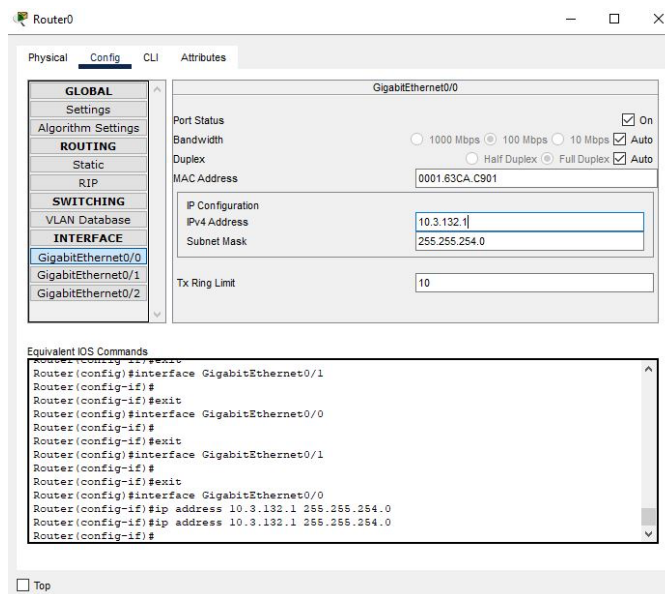 Router0
Physical Config CLI Attributes
GLOBAL
Settings
Algorithm Settings
ROUTING
Static
RIP
SWITCHING
VLAN Database
INTERFACE
GigabitEthernet0/0
GigabitEthernet0/1
GigabitEthernet0/2
GigabitEthernet0/0
Port Status On
Bandwidth 1000 Mbps 100 Mbps 10 Mbps Auto
Duplex Half Duplex Full Duplex Auto
MAC Address 0001.63CA.C901
IP Configuration
IPv4 Address 10.3.132.1
Subnet Mask 255.255.254.0
Tx Ring Limit 10
Equivalent IOS Commands
Router(config-if)#exit
Router(config)#interface GigabitEthernet0/1
Router(config-if)#
Router(config-if)#exit
Router(config)#interface GigabitEthernet0/0
Router(config-if)#
Router(config-if)#exit
Router(config)#interface GigabitEthernet0/1
Router(config-if)#
Router(config-if)#exit
Router(config)#interface GigabitEthernet0/0
Router(config-if)#ip address 10.3.132.1 255.255.254.0
Router(config-if)#ip address 10.3.132.1 255.255.254.0
Router(config-if)#
Top